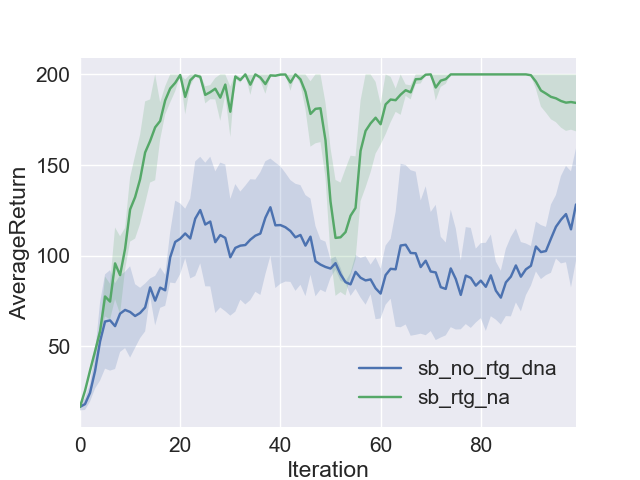 200
150
100
50
AverageReturn
sb_no_rtg_dna
sb_rtg_na
0 20 40 60 80
Iteration